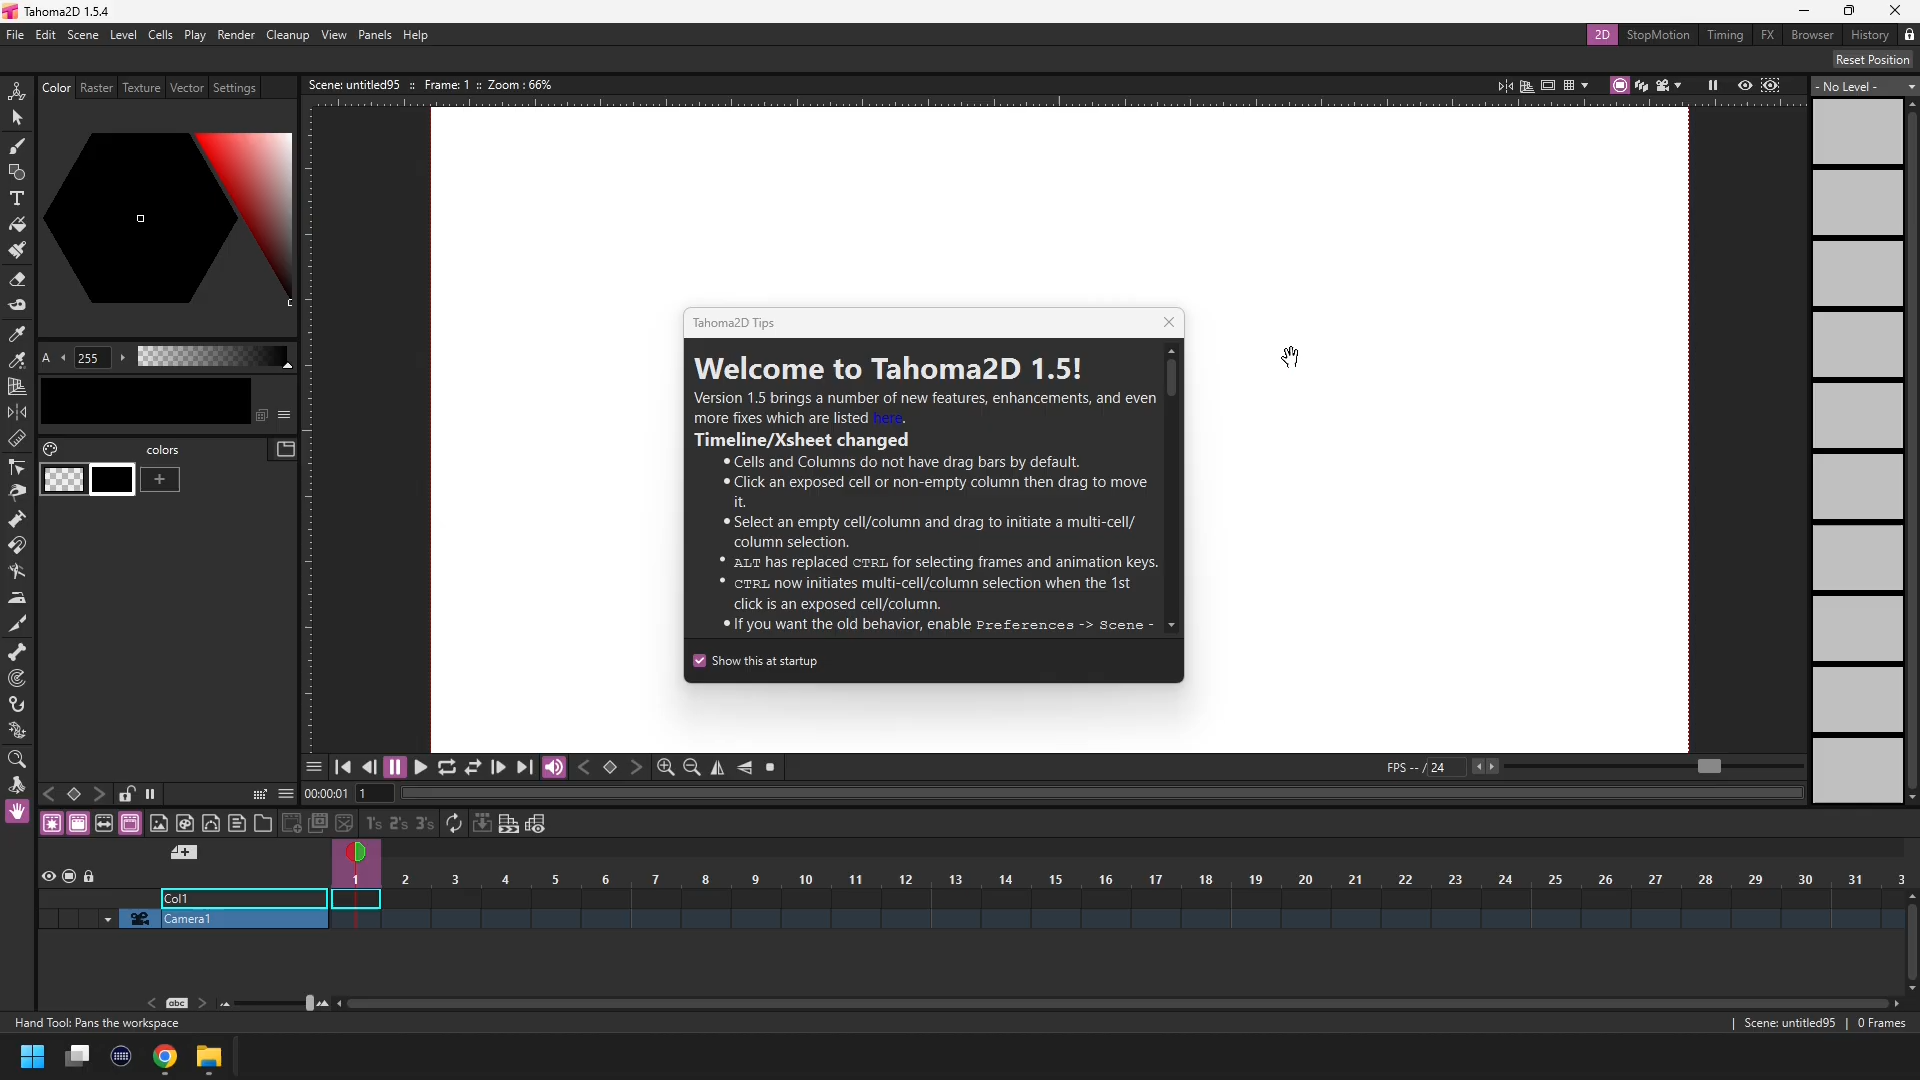 Tahoma2D 1.5.4
File Edit Scene Level Cells Play Render Cleanup View Panels Help
2D StopMotion Timing FX Browser History
Reset Position
Color Raster Texture Vector Settings
Scene: untitled95 :: Frame: 1 :: Zoom : 66%
- No Level -
Tahoma2D Tips
Welcome to Tahoma2D 1.5!
Version 1.5 brings a number of new features, enhancements, and even
more fixes which are listed here.
Timeline/Xsheet changed
• Cells and Columns do not have drag bars by default.
• Click an exposed cell or non-empty column then drag to move
it.
• Select an empty cell/column and drag to initiate a multi-cell/
column selection.
• ALT has replaced CTRL for selecting frames and animation keys.
• CTRL now initiates multi-cell/column selection when the 1st
click is an exposed cell/column.
• If you want the old behavior, enable Preferences -> Scene -
Show this at startup
A 255
colors
+
FPS -- / 24
00:00:01 1
1's 2's 3's
1 2 3 4 5 6 7 8 9 10 11 12 13 14 15 16 17 18 19 20 21 22 23 24 25 26 27 28 29 30 31 3
Col1
Camera1
abc
Hand Tool: Pans the workspace
| Scene: untitled95 | 0 Frames